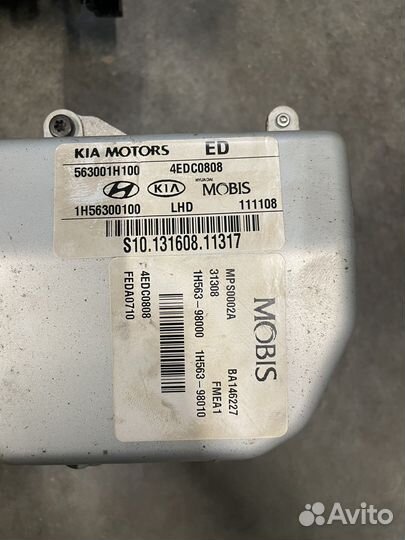 KIA MOTORS ED
563001H100 4EDC0808
HYUNDAI
KIA MOBIS
1H56300100 LHD 111108
S10.131608.11317
MOBIS
BA146227
MPS0002A FMEA1
31308
1H563-98000 1H563-98010
4EDC0808
FEDA0710
Avito